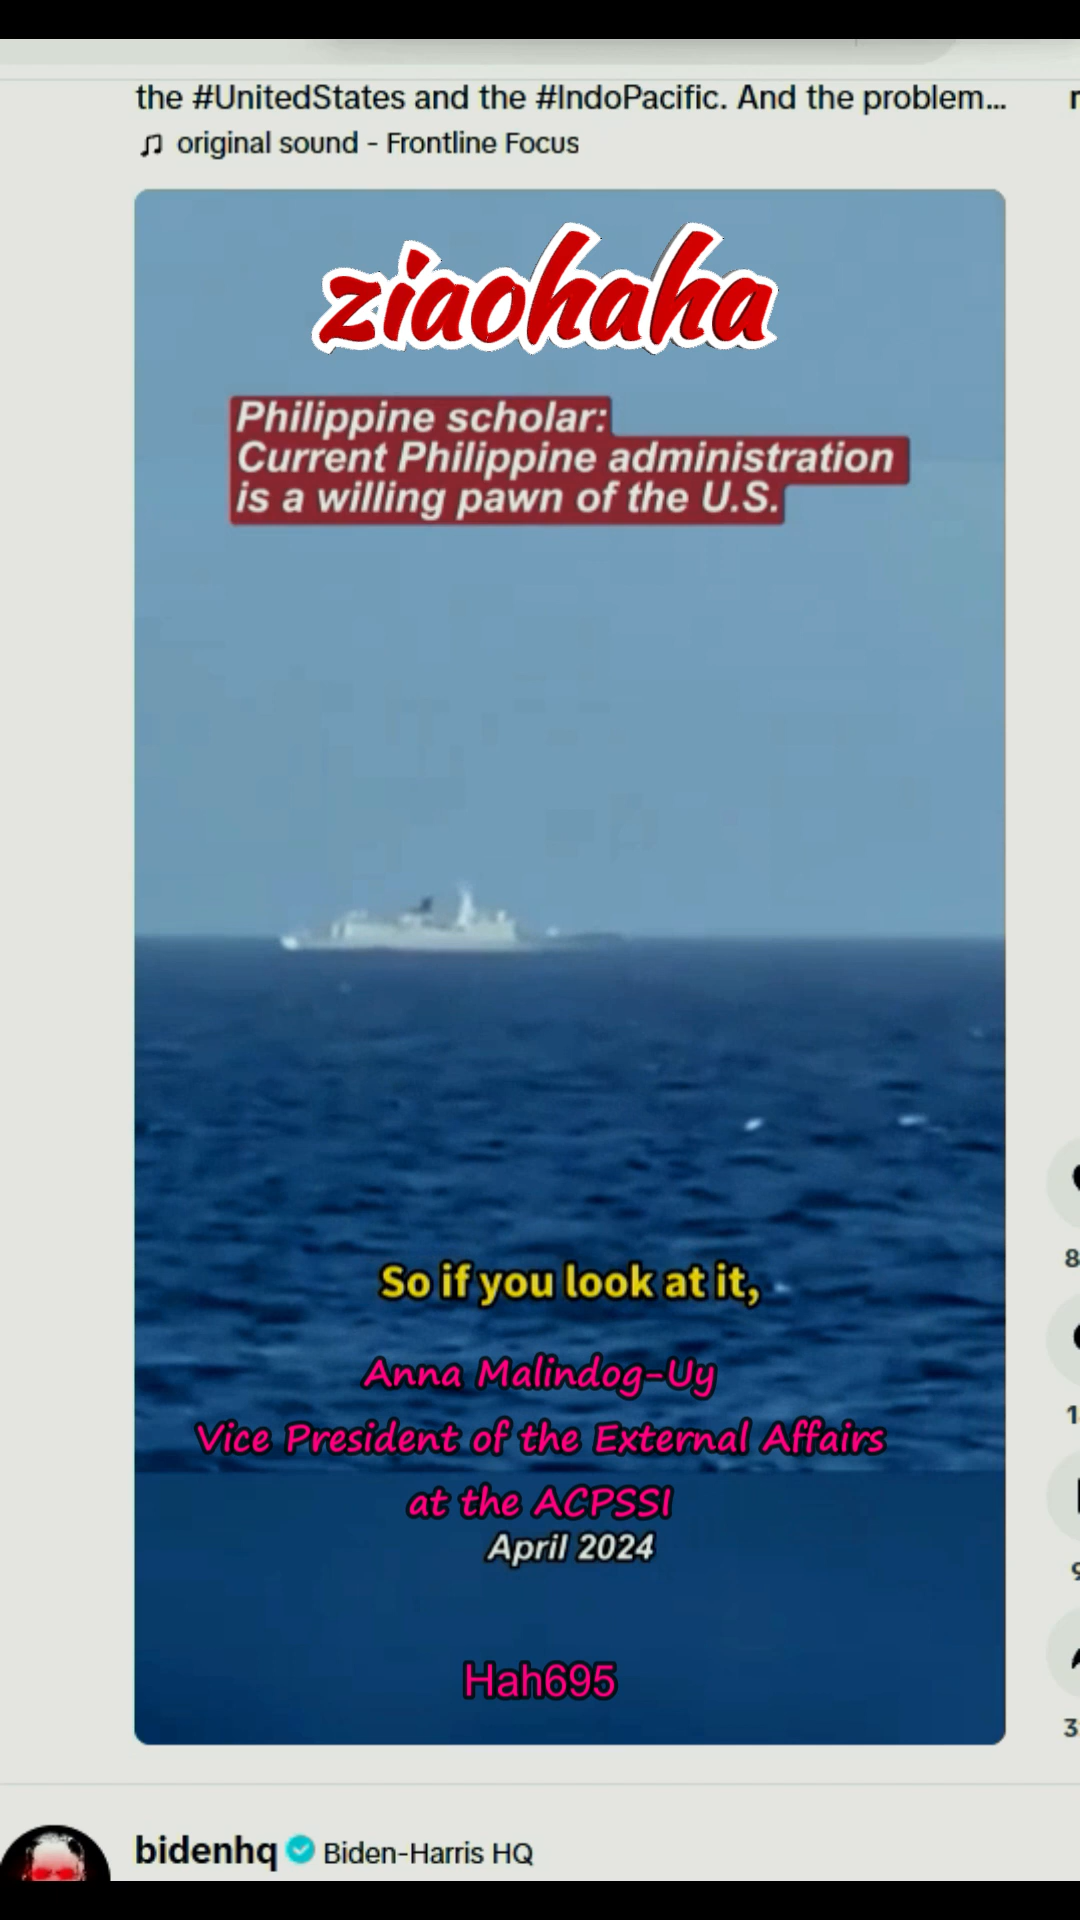 the #UnitedStates and the #IndoPacific. And the problem...
original sound - Frontline Focus
ziaohaha
Philippine scholar:
Current Philippine administration
is a willing pawn of the U.S.
So if you look at it,
Anna Malindog-Uy
Vice President of the External Affairs
at the ACPSSI
April 2024
Hah695
bidenhq Biden-Harris HQ